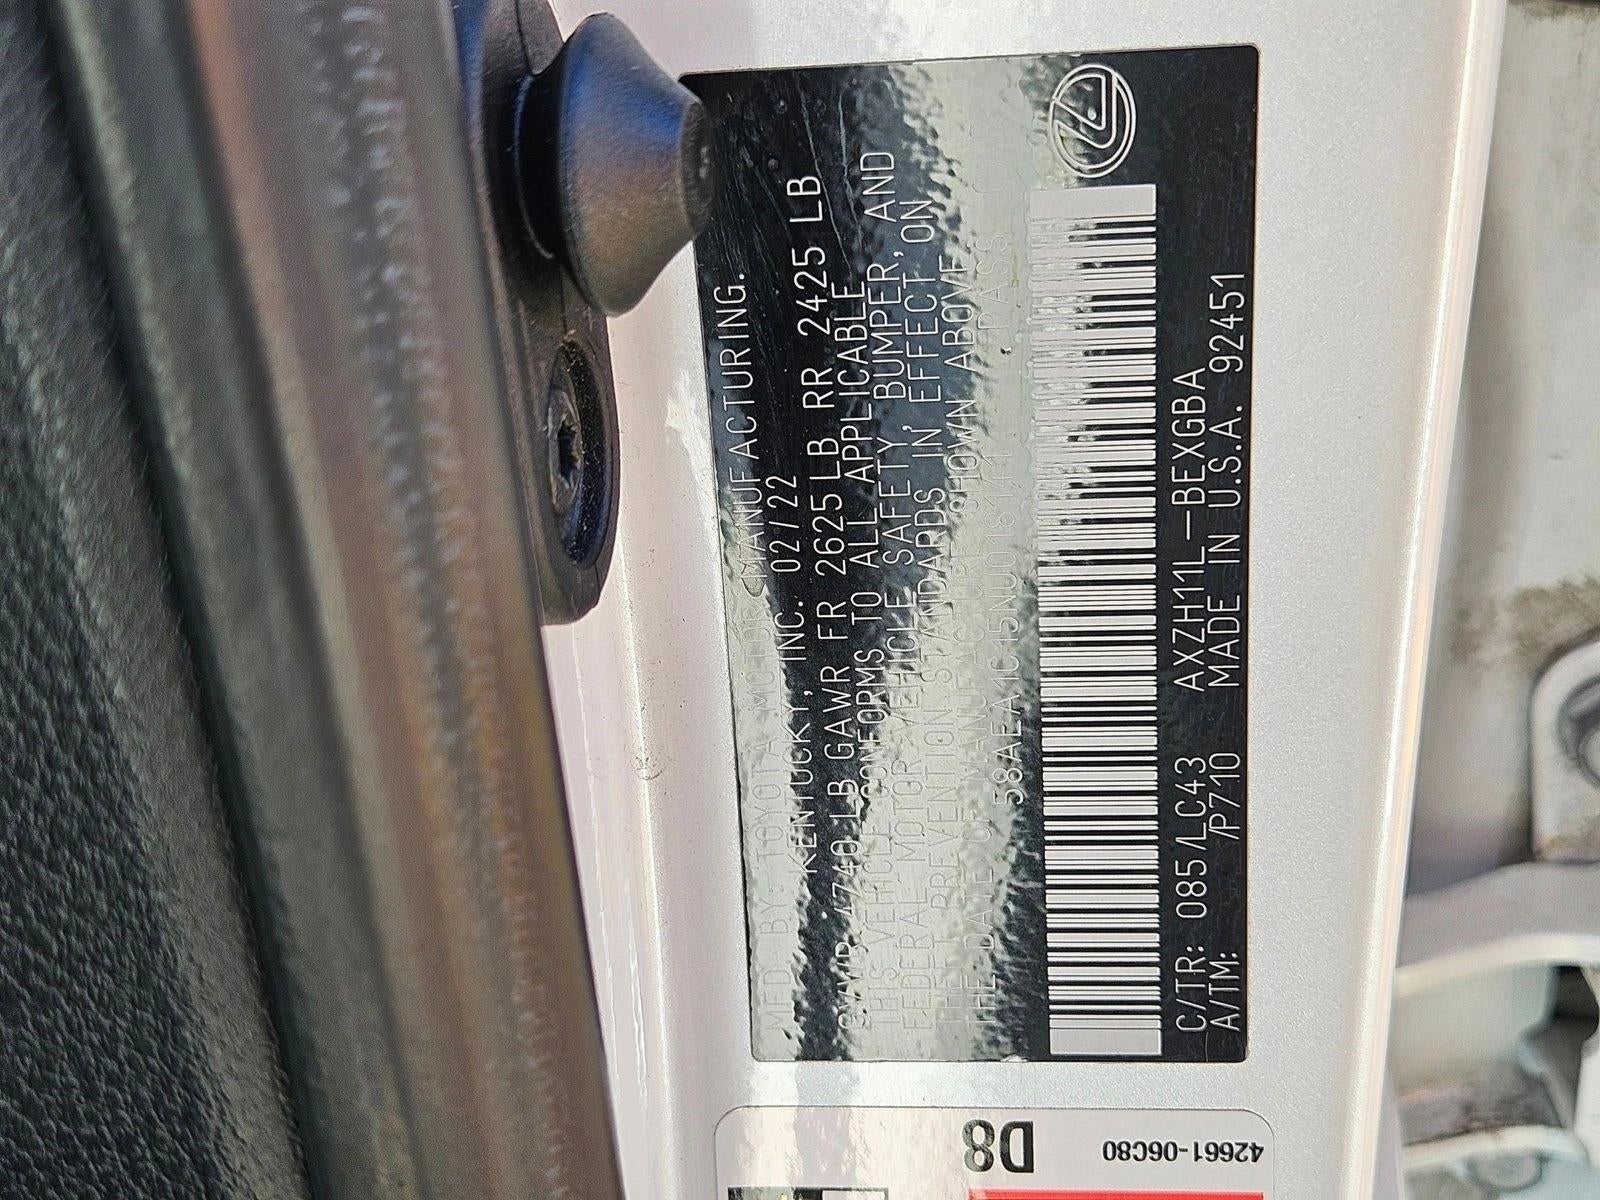 MFD. BY: TOYOTA MOTOR MANUFACTURING.
KENTUCKY, INC. 02/22
GVWR 4740 LB GAWR FR 2625 LB RR 2425 LB
THIS VEHICLE CONFORMS TO ALL APPLICABLE
FEDERAL MOTOR VEHICLE SAFETY, BUMPER, AND
THEFT PREVENTION STANDARDS IN EFFECT ON
THE DATE OF MANUFACTURE SHOWN ABOVE.
58AEA1C15NU018141 PASS CAR
C/TR: 085/LC43 AXZH11L-BEXGBA
A/TM: /P710 MADE IN U.S.A. 92451
D8
42661-06C80